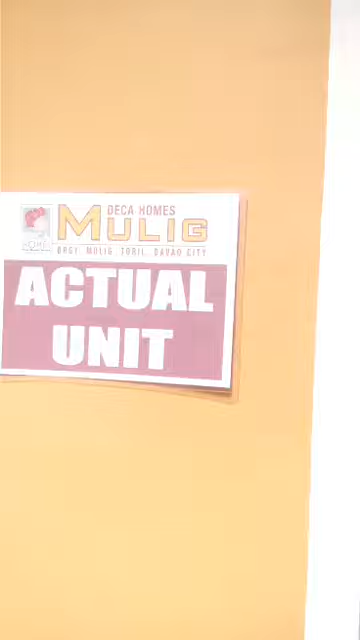 DECA HOMES
MULIG
BRGY. MULIG, TORIL, DAVAO CITY
ACTUAL
UNIT